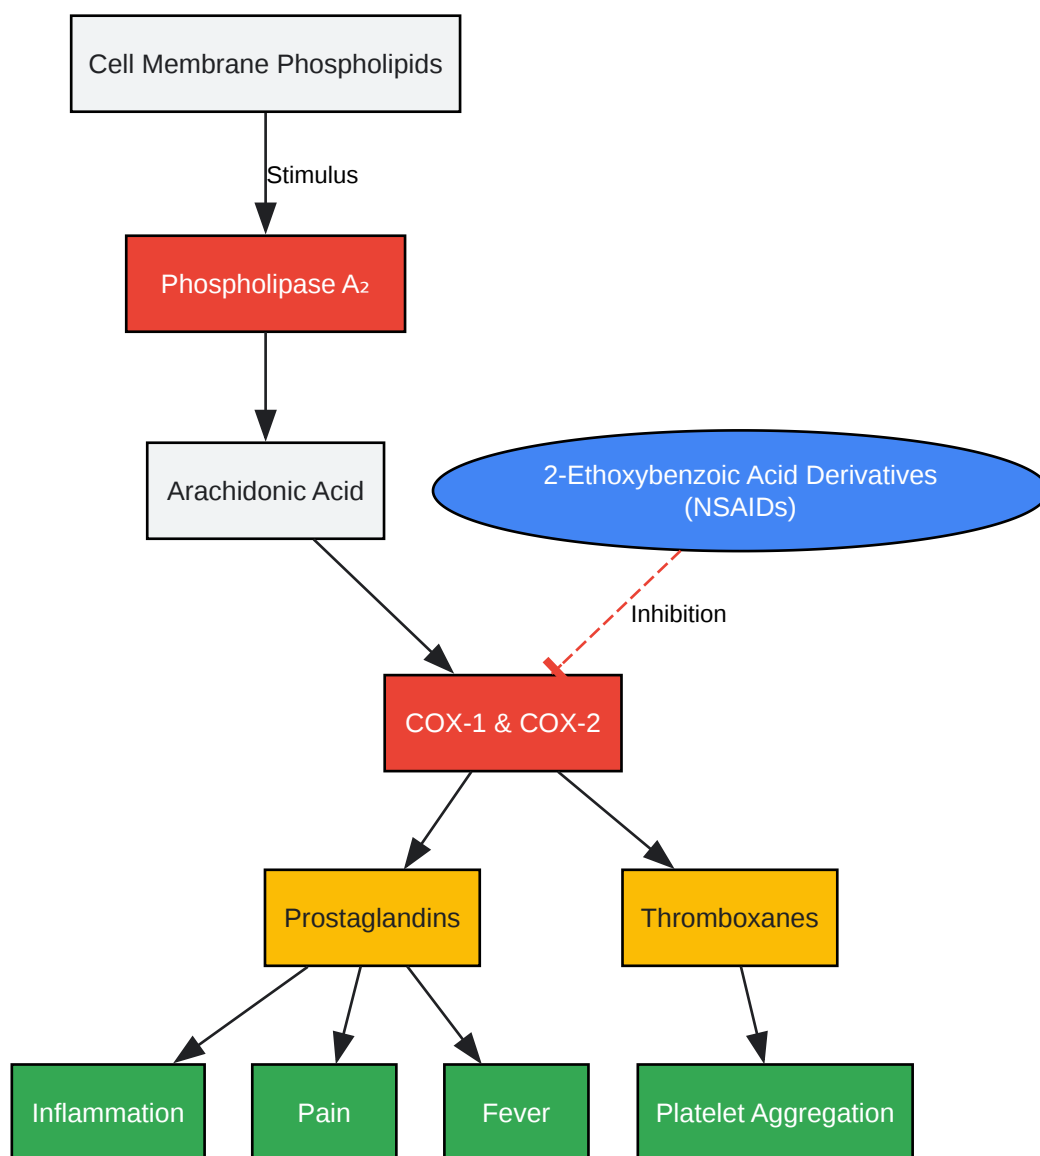 Cell Membrane Phospholipids
Stimulus
Phospholipase A₂
Arachidonic Acid
2-Ethoxybenzoic Acid Derivatives
(NSAIDs)
Inhibition
COX-1 & COX-2
Prostaglandins
Thromboxanes
Inflammation
Pain
Fever
Platelet Aggregation